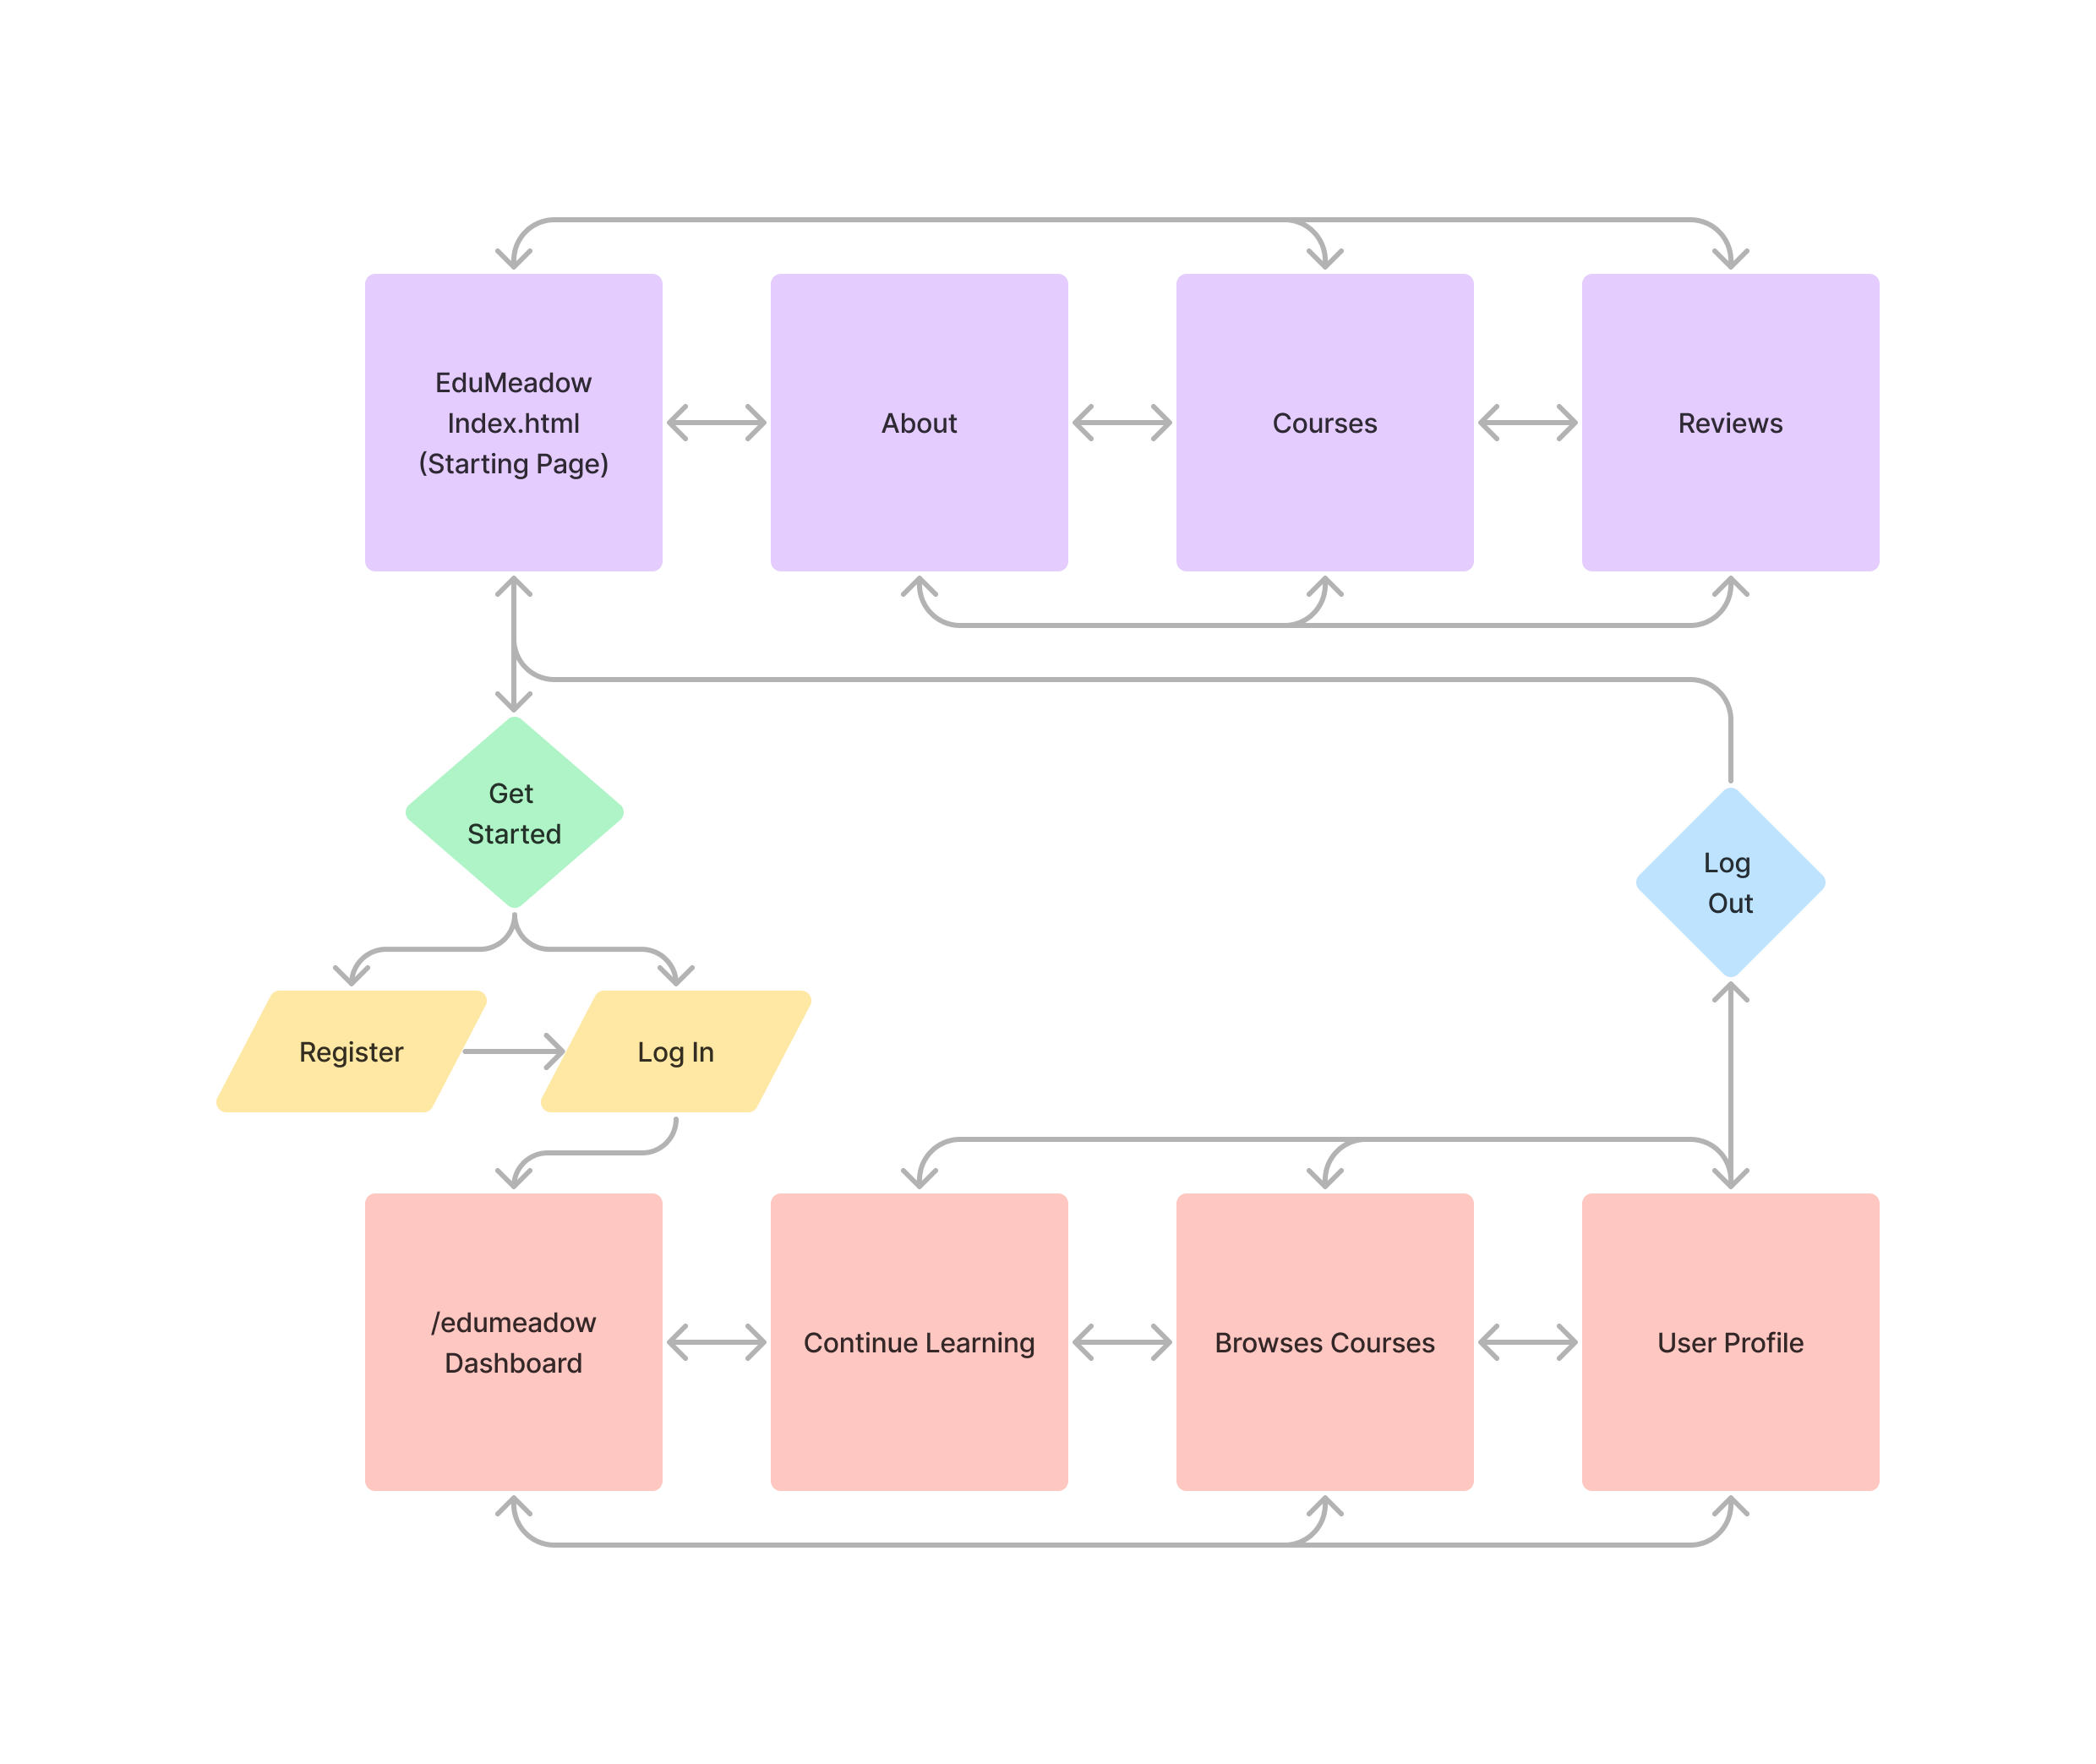 EduMeadow
Index.html
(Starting Page)
About
Courses
Reviews
Get
Started
Log
Out
Register
Log In
/edumeadow
Dashboard
Continue Learning
Browses Courses
User Profile